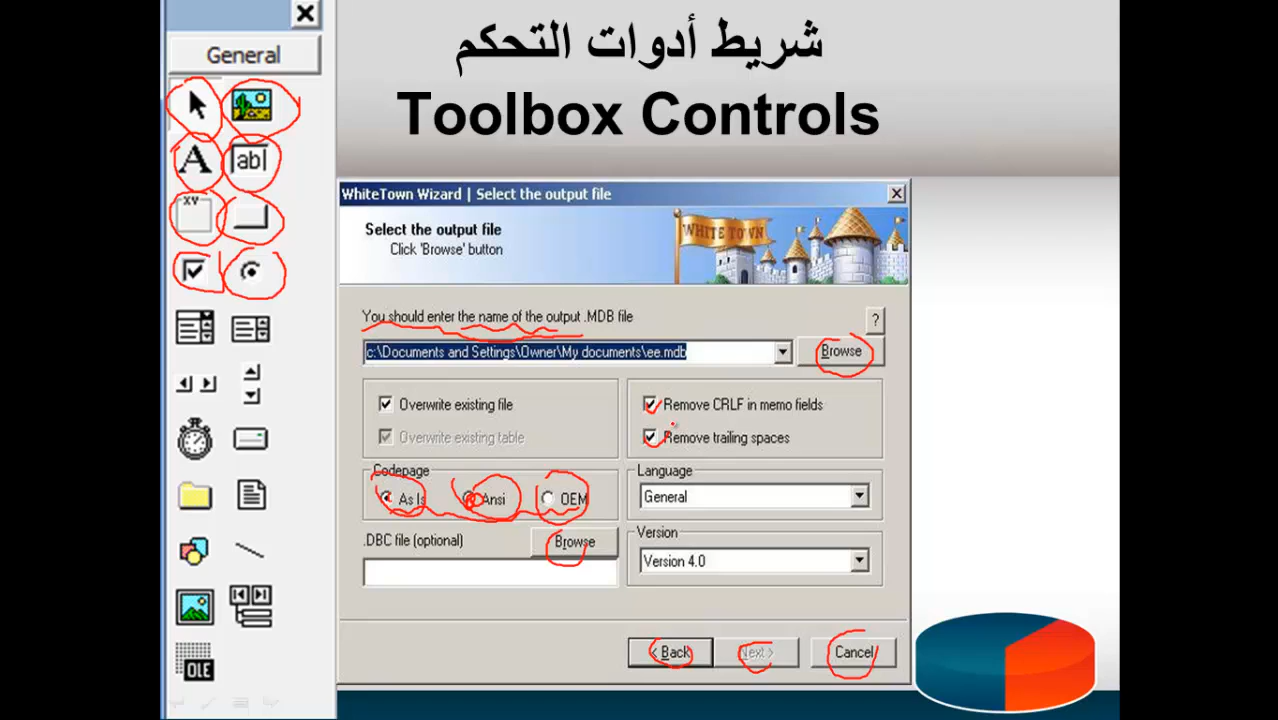 شريط أدوات التحكم
Toolbox Controls
General
A
ab
XY
OLE
WhiteTown Wizard | Select the output file
Select the output file
Click 'Browse' button
WHITE TOWN
You should enter the name of the output .MDB file
?
c:\Documents and Settings\Owner\My documents\ee.mdb
Browse
Overwrite existing file
Overwrite existing table
Remove CRLF in memo fields
Remove trailing spaces
Codepage
As Is
Ansi
OEM
Language
General
.DBC file (optional)
Browse
Version
Version 4.0
< Back
Next >
Cancel